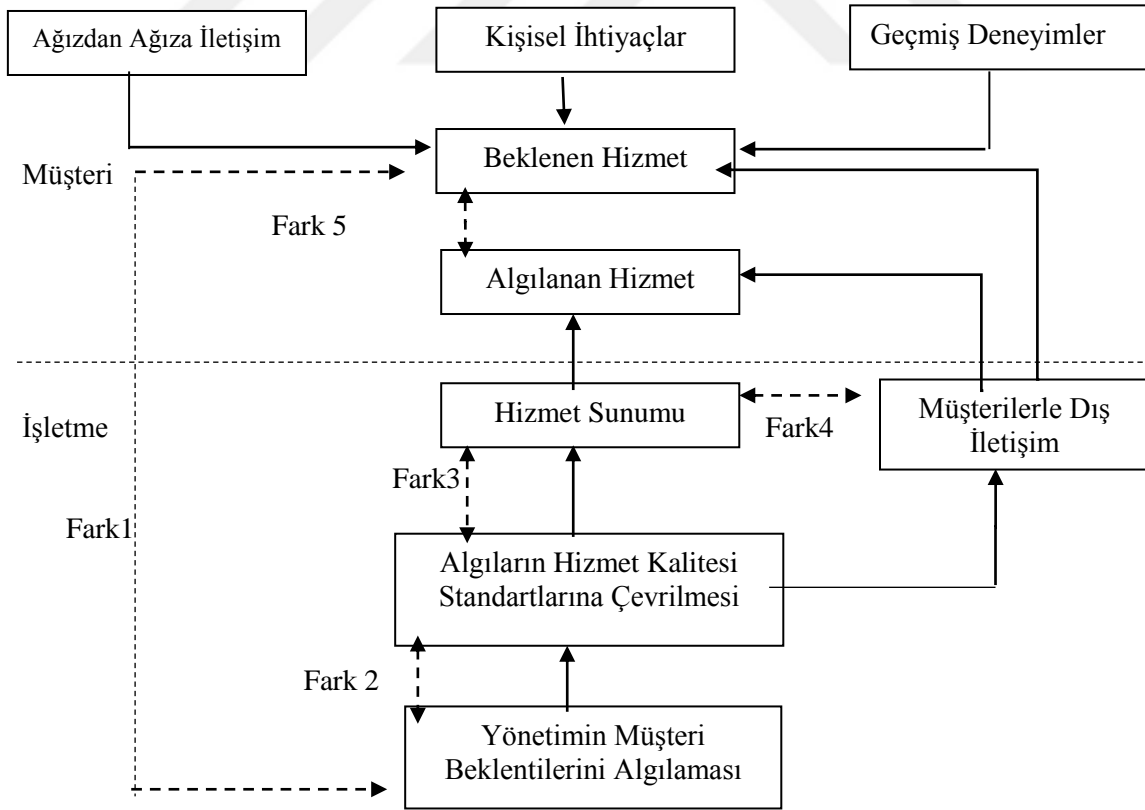 Ağızdan Ağıza İletişim
Kişisel İhtiyaçlar
Geçmiş Deneyimler
Beklenen Hizmet
Müşteri
Fark 5
Algılanan Hizmet
Hizmet Sunumu
Müşterilerle Dış
İletişim
İşletme
Fark4
Fark3
Fark1
Algıların Hizmet Kalitesi
Standartlarına Çevrilmesi
Fark 2
Yönetimin Müşteri
Beklentilerini Algılaması